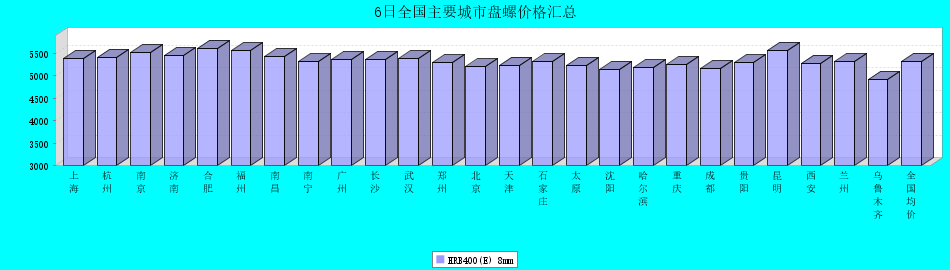 6日全国主要城市盘螺价格汇总
5500
5000
4500
4000
3500
3000
上海
杭州
南京
济南
合肥
福州
南昌
南宁
广州
长沙
武汉
郑州
北京
天津
石家庄
太原
沈阳
哈尔滨
重庆
成都
贵阳
昆明
西安
兰州
乌鲁木齐
全国均价
HRB400(E) 8mm